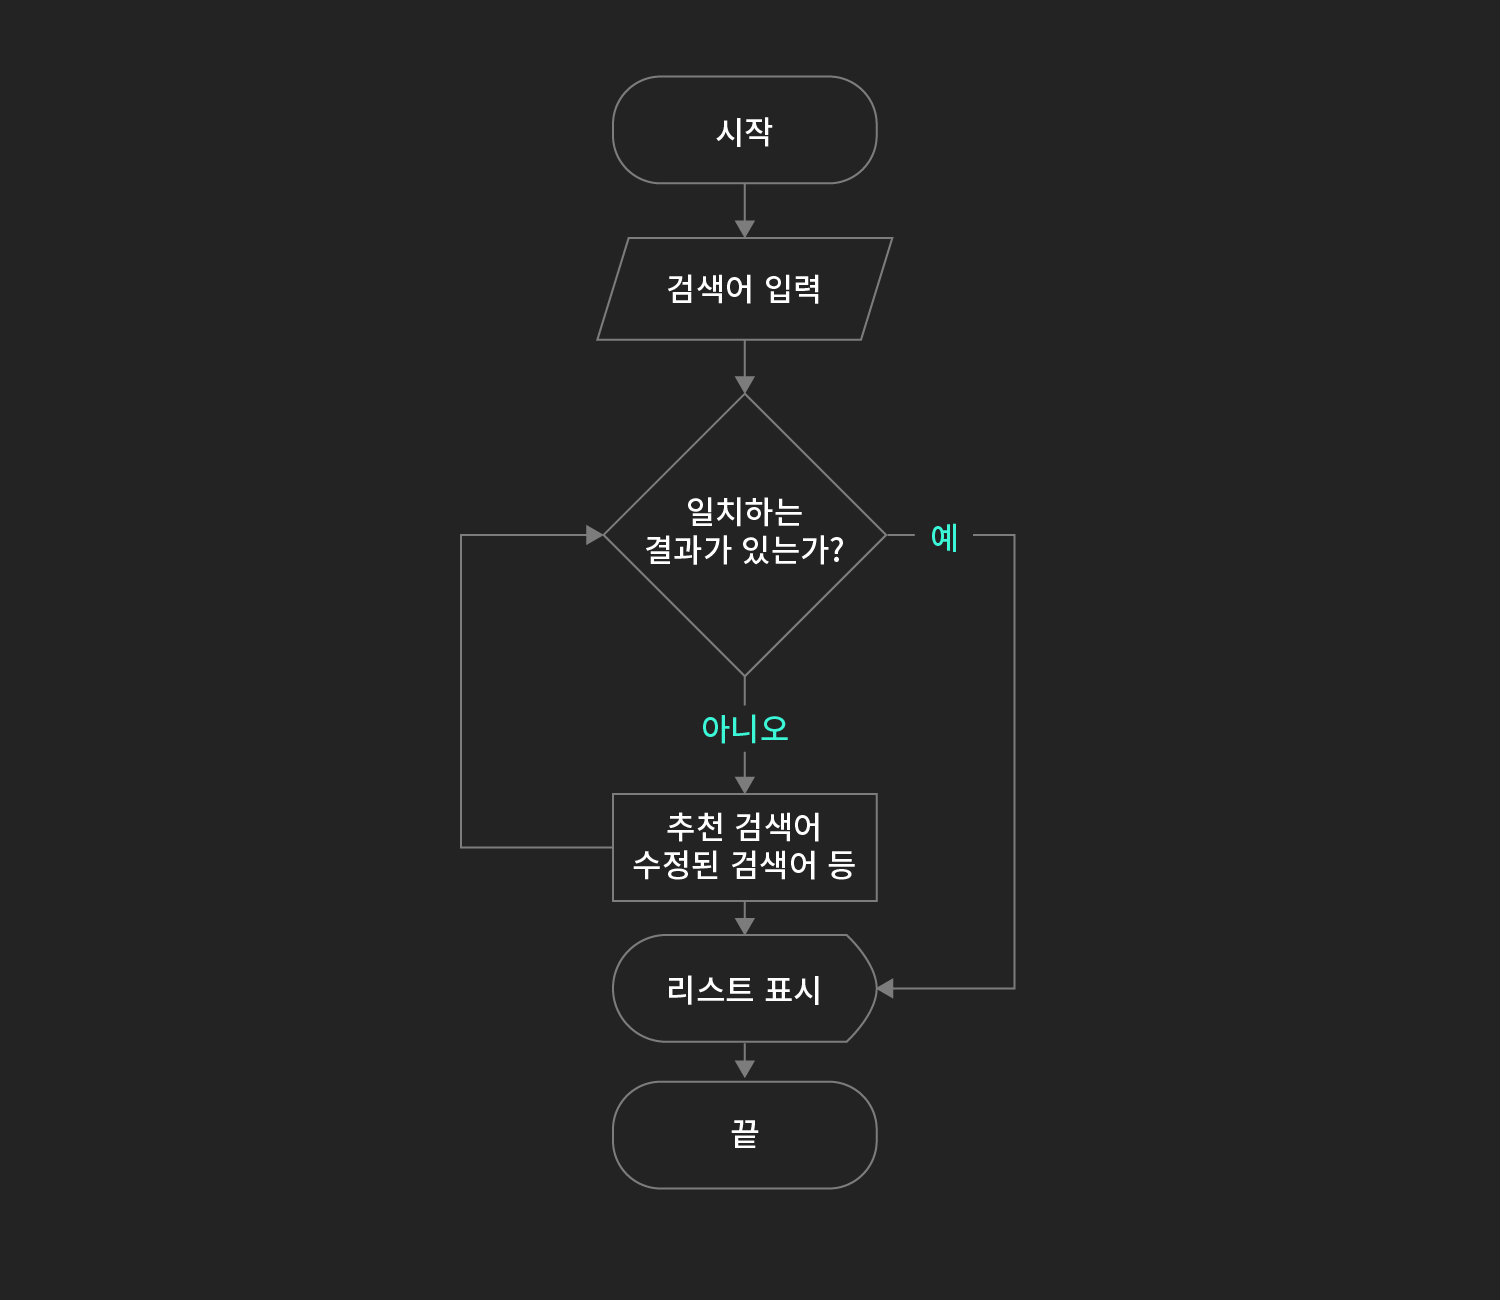 시작
검색어 입력
일치하는
결과가 있는가?
예
아니오
추천 검색어
수정된 검색어 등
리스트 표시
끝